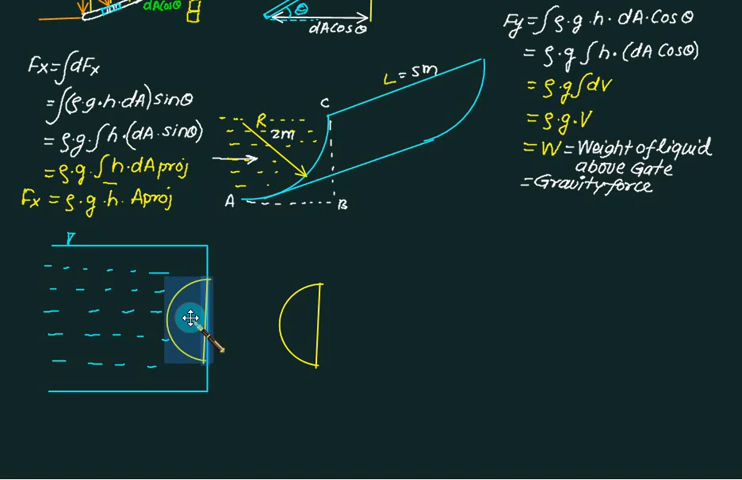 dACosθ
θ
dACosθ
Fx=∫dFx
=∫(ρ.g.h.dA)sinθ
=ρ.g.∫h.(dA.sinθ)
=ρ.g.∫h.dAproj
Fx=ρ.g.h̅.Aproj
L=5m
C
R
2m
A
B
Fy=∫ρ.g.h.dA.Cosθ
=ρ.g∫h.(dA Cosθ)
=ρ.g∫dV
=ρ.g.V
=W=Weight of liquid
above Gate
=Gravity force